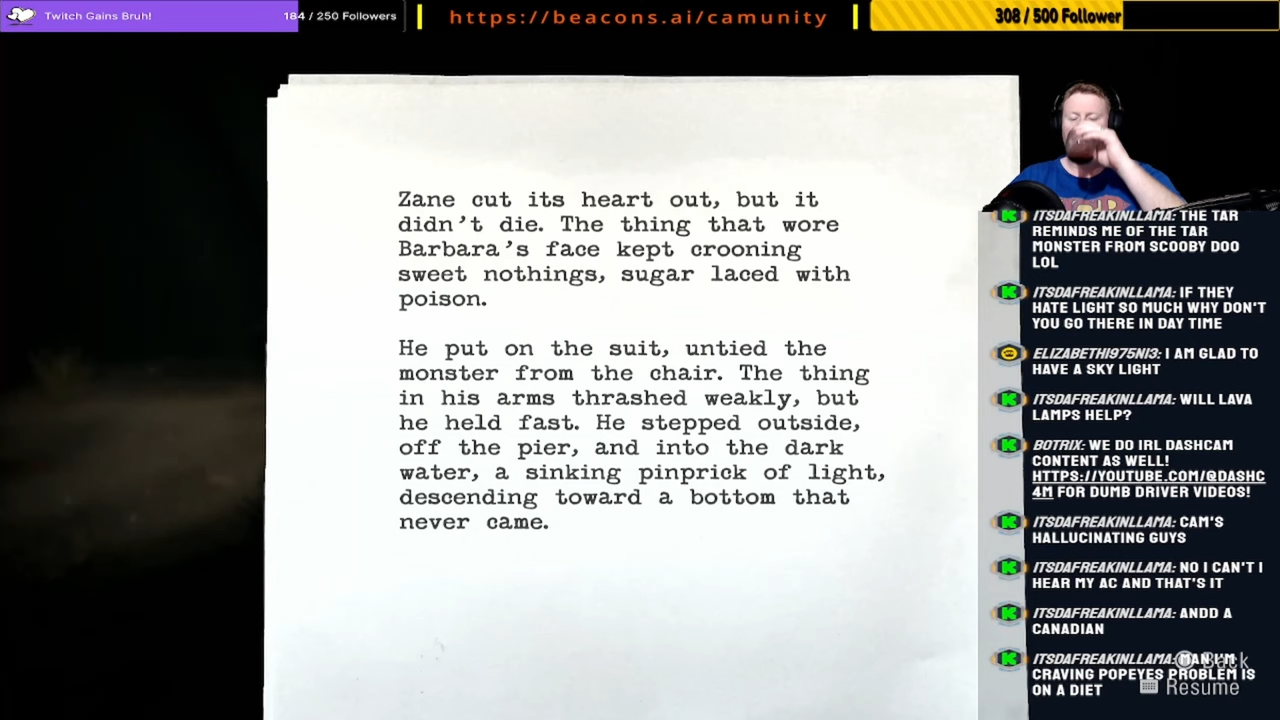 Twitch Gains Bruh!
184 / 250 Followers
https://beacons.ai/camunity
308 / 500 Follower
Zane cut its heart out, but it
didn't die. The thing that wore
Barbara's face kept crooning
sweet nothings, sugar laced with
poison.
He put on the suit, untied the
monster from the chair. The thing
in his arms thrashed weakly, but
he held fast. He stepped outside,
off the pier, and into the dark
water, a sinking pinprick of light,
descending toward a bottom that
never came.
ITSDAFREAKINLLAMA: THE TAR
REMINDS ME OF THE TAR
MONSTER FROM SCOOBY DOO
LOL
ITSDAFREAKINLLAMA: IF THEY
HATE LIGHT SO MUCH WHY DON'T
YOU GO THERE IN DAY TIME
ELIZABETH1975NI3: I AM GLAD TO
HAVE A SKY LIGHT
ITSDAFREAKINLLAMA: WILL LAVA
LAMPS HELP?
BOTRIX: WE DO IRL DASHCAM
CONTENT AS WELL!
HTTPS://YOUTUBE.COM/@DASHC
4M FOR DUMB DRIVER VIDEOS!
ITSDAFREAKINLLAMA: CAM'S
HALLUCINATING GUYS
ITSDAFREAKINLLAMA: NO I CAN'T I
HEAR MY AC AND THAT'S IT
ITSDAFREAKINLLAMA: ANDD A
CANADIAN
ITSDAFREAKINLLAMA: MAN I'M
CRAVING POPEYES PROBLEM IS
ON A DIET
Back
Resume